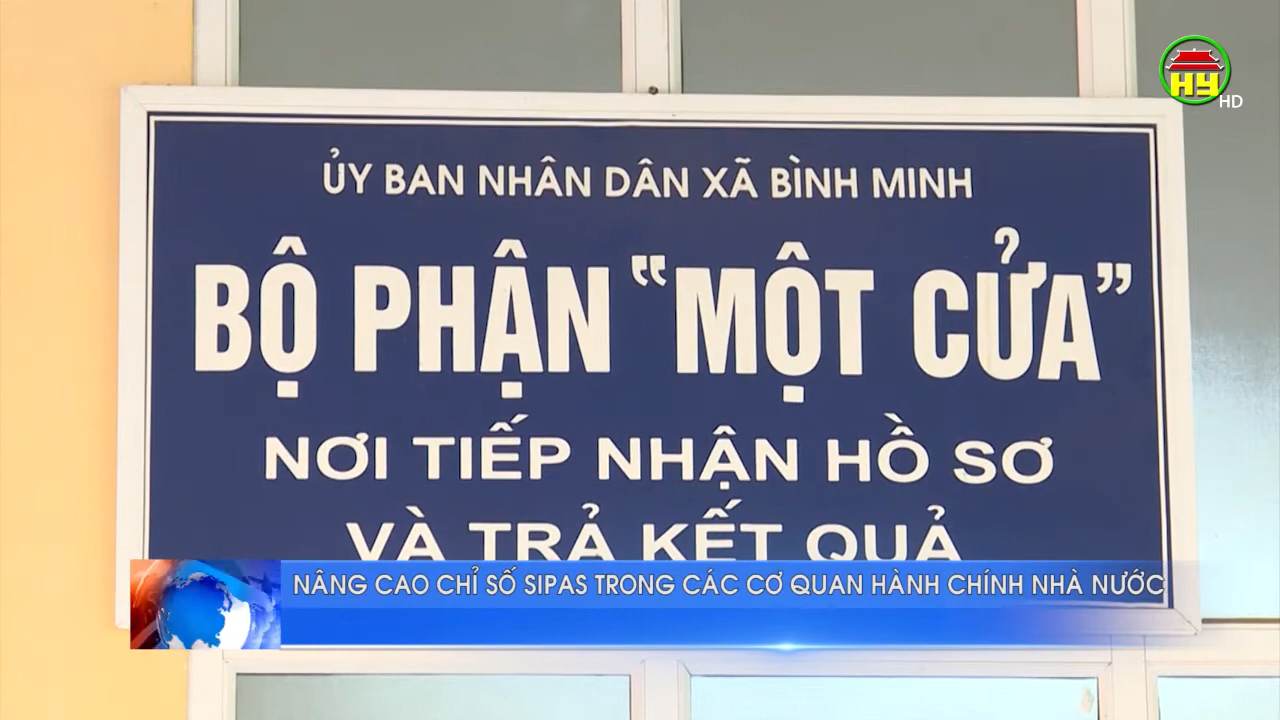 HY
HD
ỦY BAN NHÂN DÂN XÃ BÌNH MINH
BỘ PHẬN "MỘT CỬA"
NƠI TIẾP NHẬN HỒ SƠ
VÀ TRẢ KẾT QUẢ
NÂNG CAO CHỈ SỐ SIPAS TRONG CÁC CƠ QUAN HÀNH CHÍNH NHÀ NƯỚC